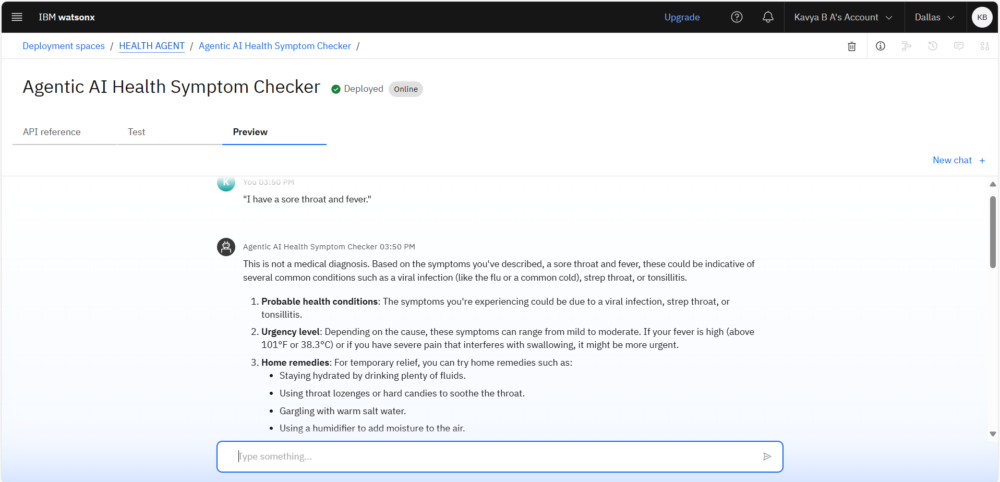 IBM watsonx
Upgrade
Kavya B A's Account
Dallas
KB
Deployment spaces / HEALTH AGENT / Agentic AI Health Symptom Checker /
Agentic AI Health Symptom Checker
Deployed
Online
API reference
Test
Preview
New chat +
K
You 03:50 PM
"I have a sore throat and fever."
Agentic AI Health Symptom Checker 03:50 PM
This is not a medical diagnosis. Based on the symptoms you've described, a sore throat and fever, these could be indicative of
several common conditions such as a viral infection (like the flu or a common cold), strep throat, or tonsillitis.
1. Probable health conditions: The symptoms you're experiencing could be due to a viral infection, strep throat, or
tonsillitis.
2. Urgency level: Depending on the cause, these symptoms can range from mild to moderate. If your fever is high (above
101°F or 38.3°C) or if you have severe pain that interferes with swallowing, it might be more urgent.
3. Home remedies: For temporary relief, you can try home remedies such as:
• Staying hydrated by drinking plenty of fluids.
• Using throat lozenges or hard candies to soothe the throat.
• Gargling with warm salt water.
• Using a humidifier to add moisture to the air.
Type something...